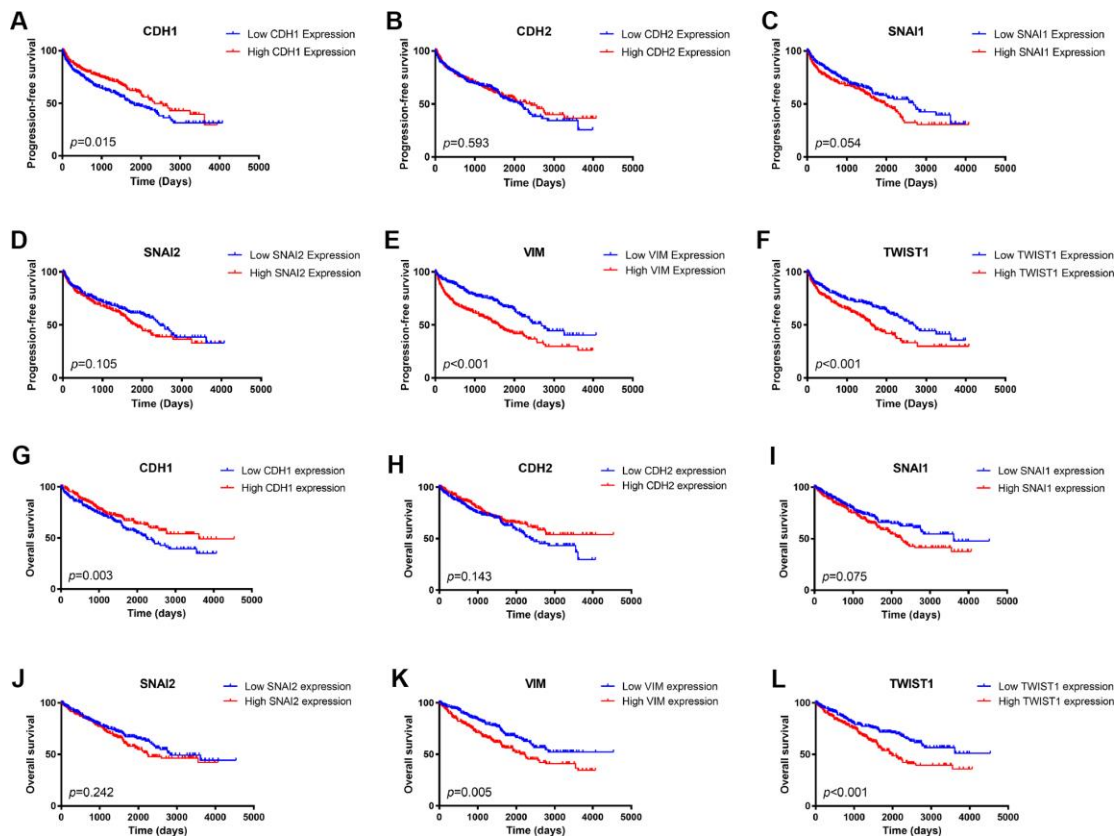 A
CDH1
Low CDH1 Expression
High CDH1 Expression
Progression-free survival
100
50
0
p=0.015
0 1000 2000 3000 4000 5000
Time (Days)
B
CDH2
Low CDH2 Expression
High CDH2 Expression
Progression-free survival
100
50
0
p=0.593
0 1000 2000 3000 4000 5000
Time (Days)
C
SNAI1
Low SNAI1 Expression
High SNAI1 Expression
Progression-free survival
100
50
0
p=0.054
0 1000 2000 3000 4000 5000
Time (Days)
D
SNAI2
Low SNAI2 Expression
High SNAI2 Expression
Progression-free survival
100
50
0
p=0.105
0 1000 2000 3000 4000 5000
Time (Days)
E
VIM
Low VIM Expression
High VIM Expression
Progression-free survival
100
50
0
p<0.001
0 1000 2000 3000 4000 5000
Time (Days)
F
TWIST1
Low TWIST1 Expression
High TWIST1 Expression
Progression-free survival
100
50
0
p<0.001
0 1000 2000 3000 4000 5000
Time (Days)
G
CDH1
Low CDH1 expression
High CDH1 expression
Overall survival
100
50
0
p=0.003
0 1000 2000 3000 4000 5000
Time (days)
H
CDH2
Low CDH2 expression
High CDH2 expression
Overall survival
100
50
0
p=0.143
0 1000 2000 3000 4000 5000
Time (days)
I
SNAI1
Low SNAI1 expression
High SNAI1 expression
Overall survival
100
50
0
p=0.075
0 1000 2000 3000 4000 5000
Time (days)
J
SNAI2
Low SNAI2 expression
High SNAI2 expression
Overall survival
100
50
0
p=0.242
0 1000 2000 3000 4000 5000
Time (days)
K
VIM
Low VIM expression
High VIM expression
Overall survival
100
50
0
p=0.005
0 1000 2000 3000 4000 5000
Time (days)
L
TWIST1
Low TWIST1 expression
High TWIST1 expression
Overall survival
100
50
0
p<0.001
0 1000 2000 3000 4000 5000
Time (days)